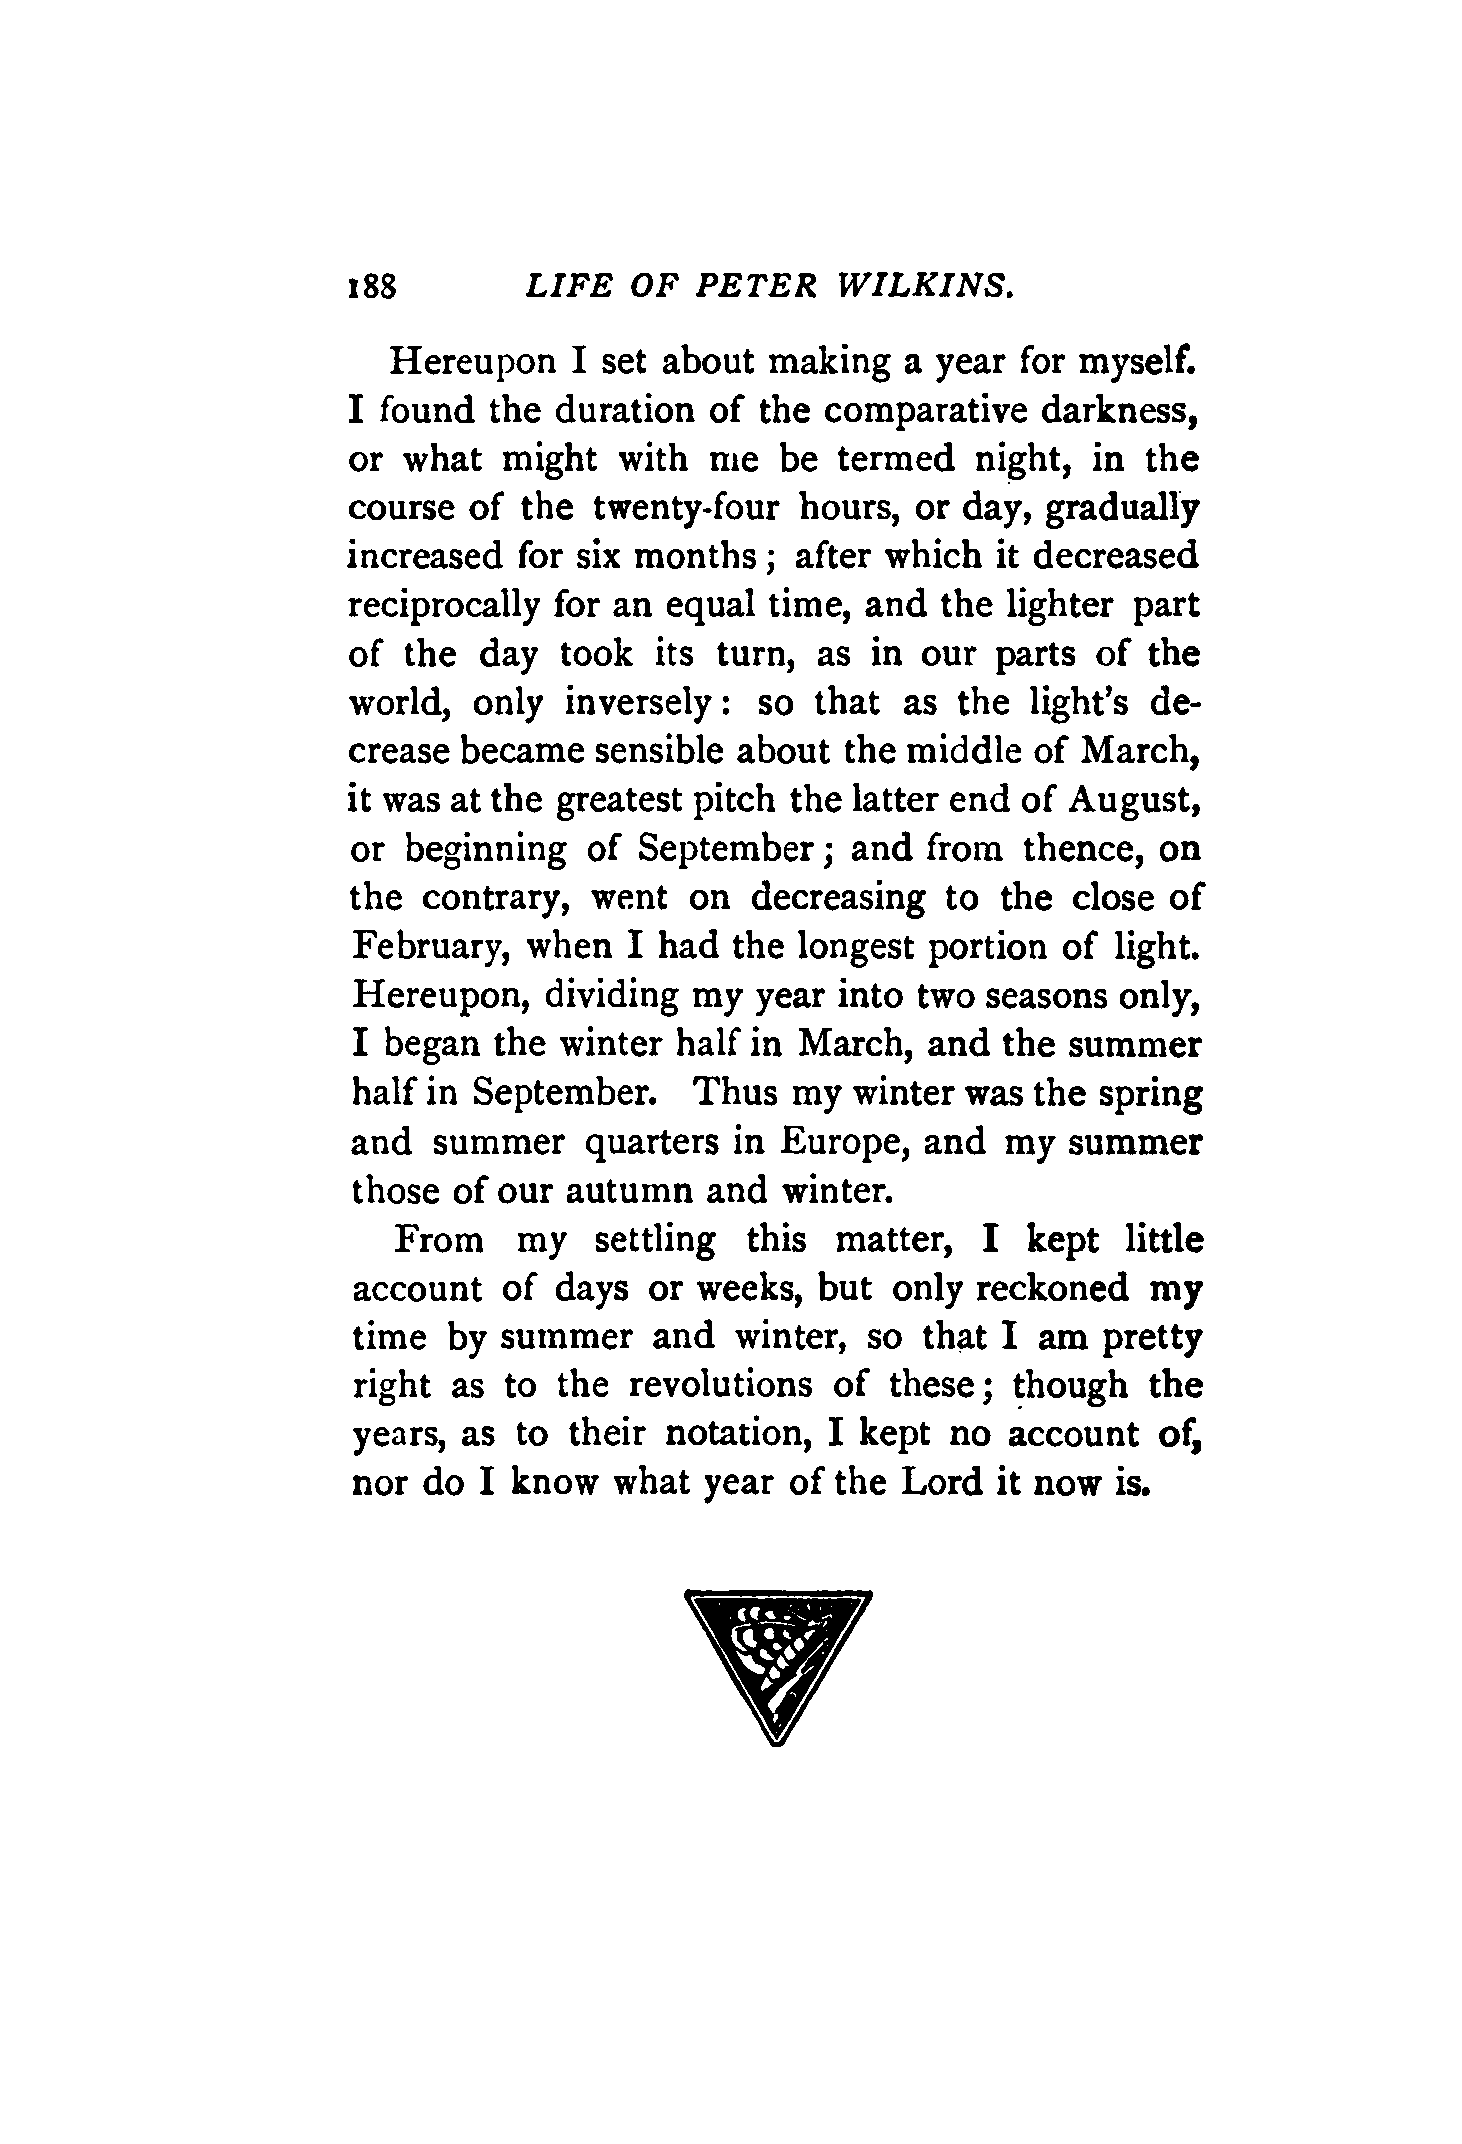 188 LIFE OF PETER WILKINS.
Hereupon I set about making a year for myself.
I found the duration of the comparative darkness,
or what might with me be termed night, in the
course of the twenty-four hours, or day, gradually
increased for six months; after which it decreased
reciprocally for an equal time, and the lighter part
of the day took its turn, as in our parts of the
world, only inversely: so that as the light's de-
crease became sensible about the middle of March,
it was at the greatest pitch the latter end of August,
or beginning of September; and from thence, on
the contrary, went on decreasing to the close of
February, when I had the longest portion of light.
Hereupon, dividing my year into two seasons only,
I began the winter half in March, and the summer
half in September. Thus my winter was the spring
and summer quarters in Europe, and my summer
those of our autumn and winter.
From my settling this matter, I kept little
account of days or weeks, but only reckoned my
time by summer and winter, so that I am pretty
right as to the revolutions of these; though the
years, as to their notation, I kept no account of,
nor do I know what year of the Lord it now is.